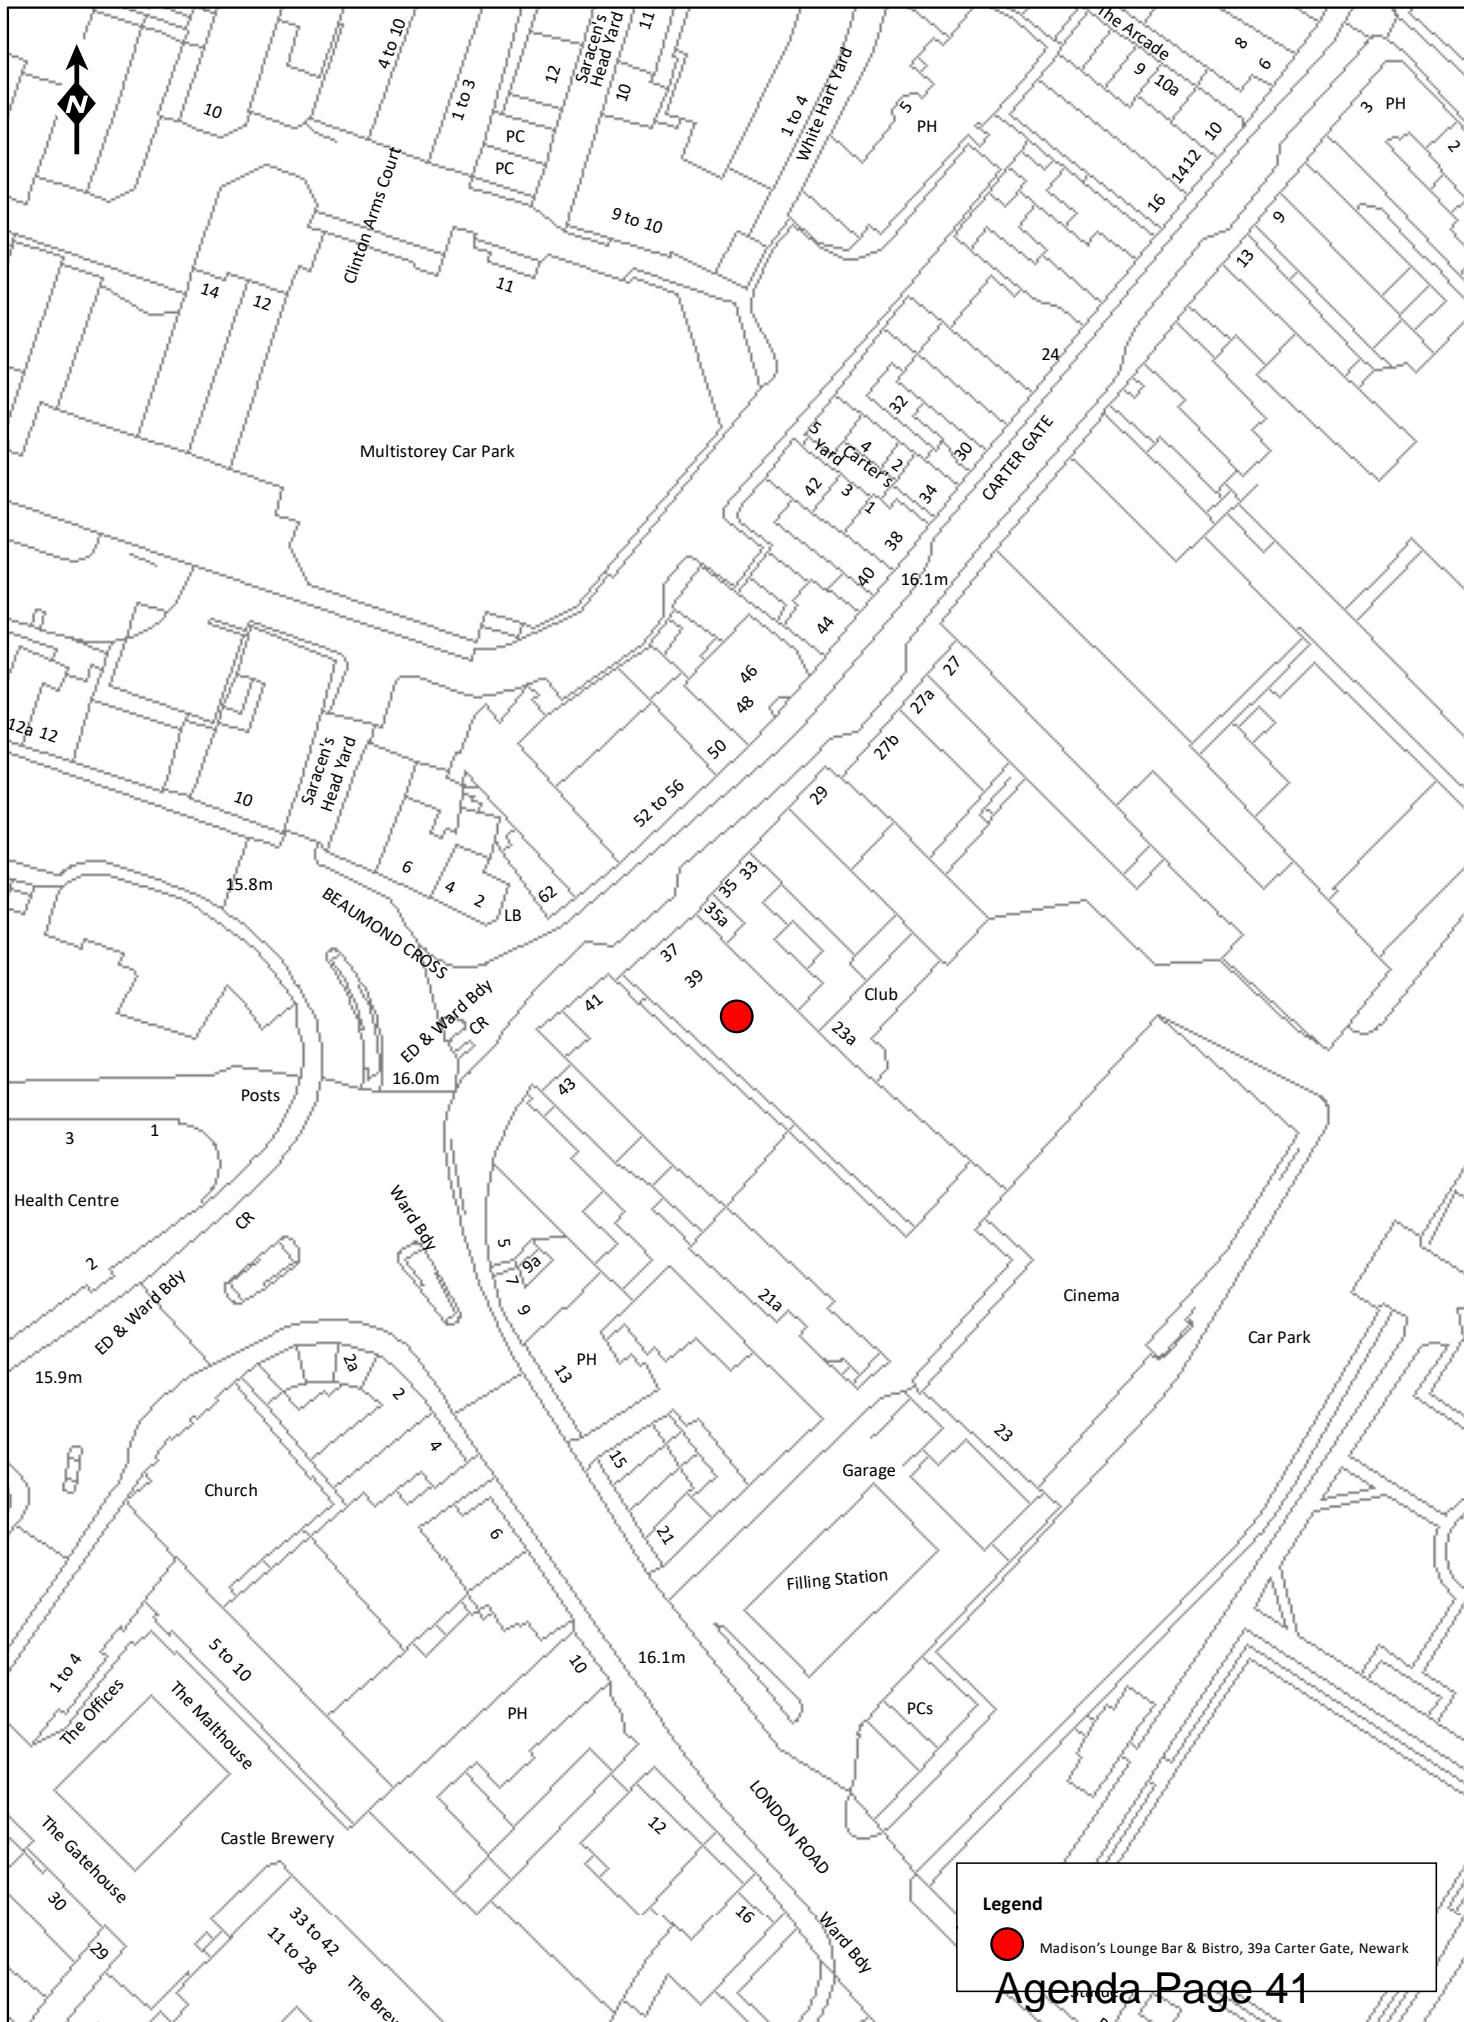 The Arcade
8
6
9
10a
10
12
14
16
3
PH
2
9
13
N
10
4 to 10
1 to 3
12
Saracen's
Head Yard
11
10
PC
PC
1 to 4
White Hart Yard
5
PH
Clinton Arms Court
9 to 10
11
14
12
24
Multistorey Car Park
32
30
5
4
2
Carter's
Yard
34
42
3
1
38
40
44
CARTER GATE
16.1m
46
48
50
52 to 56
27
27a
27b
29
33
35
35a
12a
12
10
Saracen's
Head Yard
6
4
2
62
LB
15.8m
BEAUMOND CROSS
ED & Ward Bdy
CR
16.0m
37
39
41
43
Club
23a
Posts
3
1
Health Centre
2
CR
ED & Ward Bdy
15.9m
Ward Bdy
5
7
9a
9
13
PH
21a
Cinema
Car Park
23
2a
2
4
Church
15
21
Garage
Filling Station
6
10
16.1m
PH
PCs
1 to 4
The Offices
5 to 10
The Malthouse
Castle Brewery
The Gatehouse
30
29
33 to 42
11 to 28
The Brew
12
16
LONDON ROAD
Ward Bdy
Legend
Madison's Lounge Bar & Bistro, 39a Carter Gate, Newark
Agenda Page 41